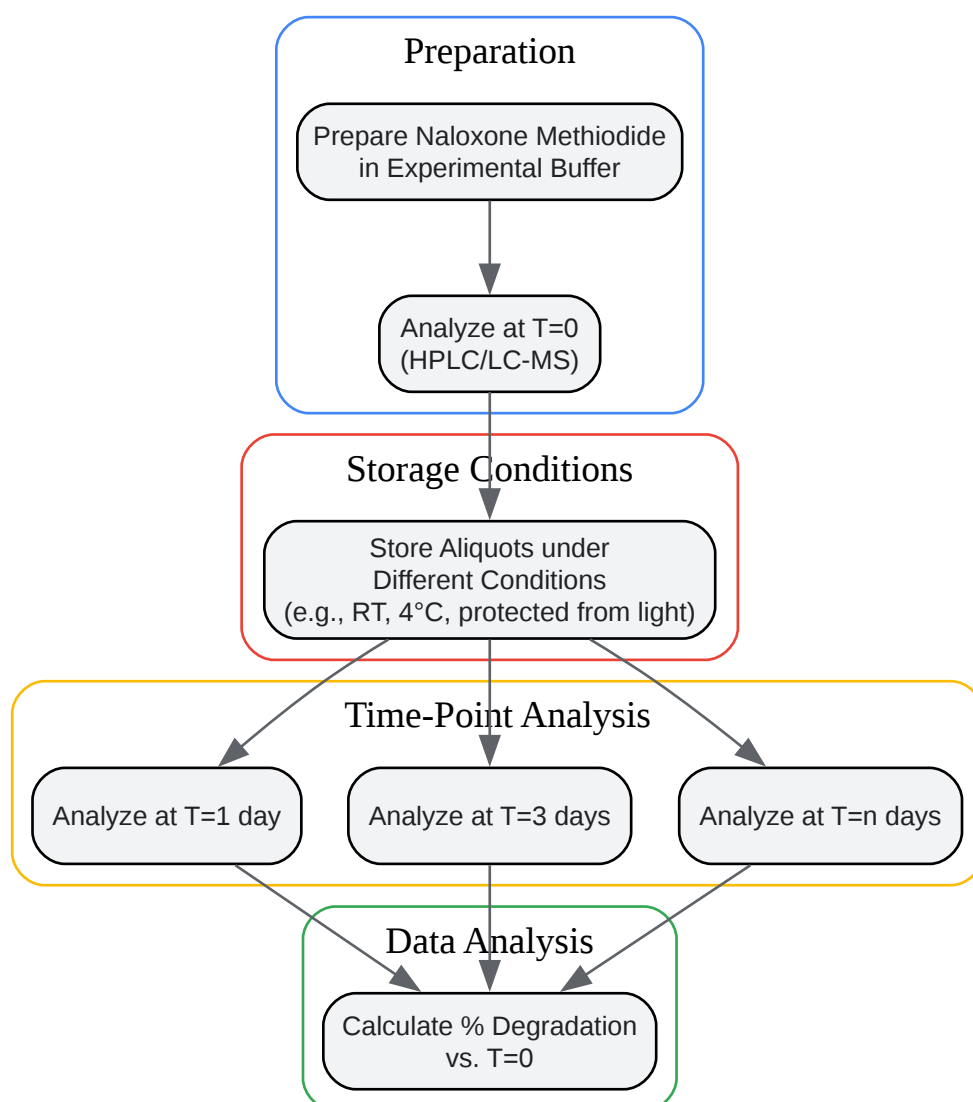 Preparation
Prepare Naloxone Methiodide
in Experimental Buffer
Analyze at T=0
(HPLC/LC-MS)
Storage Conditions
Store Aliquots under
Different Conditions
(e.g., RT, 4°C, protected from light)
Time-Point Analysis
Analyze at T=1 day
Analyze at T=3 days
Analyze at T=n days
Data Analysis
Calculate % Degradation
vs. T=0